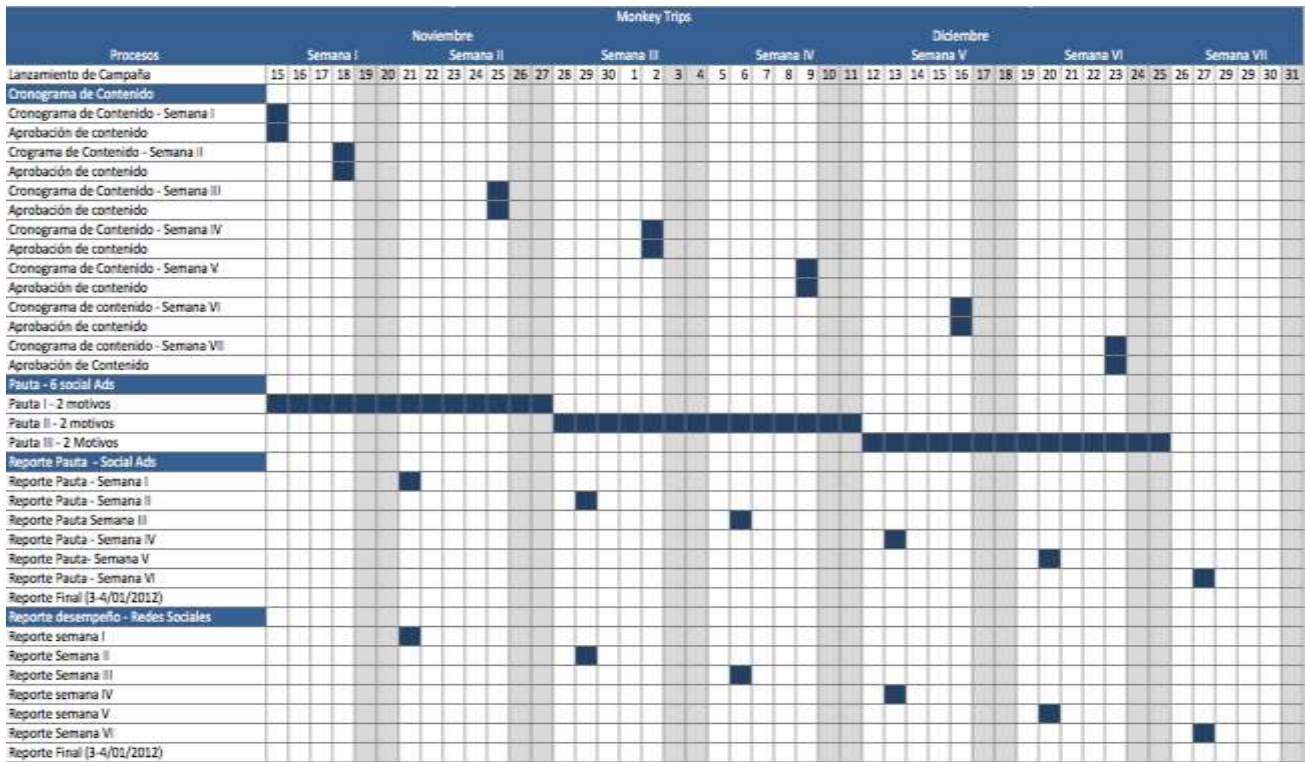 Monkey Trips
Noviembre Diciembre
Procesos Semana I Semana II Semana III Semana IV Semana V Semana VI Semana VII
Lanzamiento de Campaña 15 16 17 18 19 20 21 22 23 24 25 26 27 28 29 30 1 2 3 4 5 6 7 8 9 10 11 12 13 14 15 16 17 18 19 20 21 22 23 24 25 26 27 29 29 30 31
Cronograma de Contenido
Cronograma de Contenido - Semana I
Aprobación de contenido
Crograma de Contenido - Semana II
Aprobación de contenido
Cronograma de Contenido - Semana III
Aprobación de contenido
Cronograma de Contenido - Semana IV
Aprobación de contenido
Cronograma de Contenido - Semana V
Aprobación de contenido
Cronograma de contenido - Semana VI
Aprobación de contenido
Cronograma de contenido - Semana VII
Aprobación de Contenido
Pauta - 6 social Ads
Pauta I - 2 motivos
Pauta II - 2 motivos
Pauta III - 2 Motivos
Reporte Pauta - Social Ads
Reporte Pauta - Semana I
Reporte Pauta - Semana II
Reporte Pauta Semana III
Reporte Pauta - Semana IV
Reporte Pauta- Semana V
Reporte Pauta - Semana VI
Reporte Final (3-4/01/2012)
Reporte desempeño - Redes Sociales
Reporte semana I
Reporte Semana II
Reporte Semana III
Reporte semana IV
Reporte semana V
Reporte Semana VI
Reporte Final (3-4/01/2012)